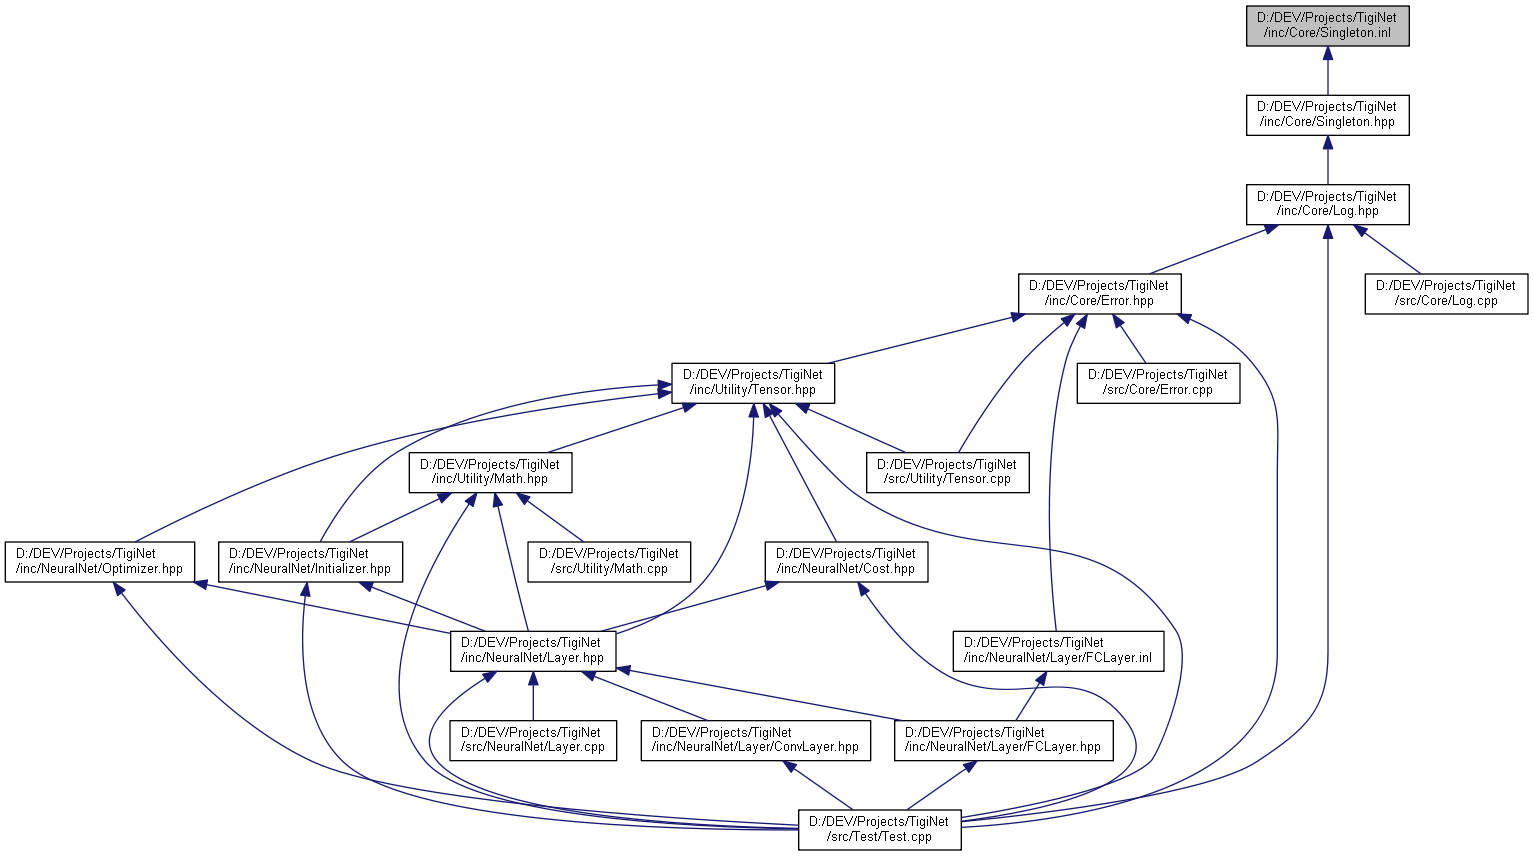 D:/DEV/Projects/TigiNet
/inc/Core/Singleton.inl
D:/DEV/Projects/TigiNet
/inc/Core/Singleton.hpp
D:/DEV/Projects/TigiNet
/inc/Core/Log.hpp
D:/DEV/Projects/TigiNet
/inc/Core/Error.hpp
D:/DEV/Projects/TigiNet
/src/Core/Log.cpp
D:/DEV/Projects/TigiNet
/inc/Utility/Tensor.hpp
D:/DEV/Projects/TigiNet
/src/Core/Error.cpp
D:/DEV/Projects/TigiNet
/inc/Utility/Math.hpp
D:/DEV/Projects/TigiNet
/src/Utility/Tensor.cpp
D:/DEV/Projects/TigiNet
/inc/NeuralNet/Optimizer.hpp
D:/DEV/Projects/TigiNet
/inc/NeuralNet/Initializer.hpp
D:/DEV/Projects/TigiNet
/src/Utility/Math.cpp
D:/DEV/Projects/TigiNet
/inc/NeuralNet/Cost.hpp
D:/DEV/Projects/TigiNet
/inc/NeuralNet/Layer.hpp
D:/DEV/Projects/TigiNet
/inc/NeuralNet/Layer/FCLayer.inl
D:/DEV/Projects/TigiNet
/src/NeuralNet/Layer.cpp
D:/DEV/Projects/TigiNet
/inc/NeuralNet/Layer/ConvLayer.hpp
D:/DEV/Projects/TigiNet
/inc/NeuralNet/Layer/FCLayer.hpp
D:/DEV/Projects/TigiNet
/src/Test/Test.cpp